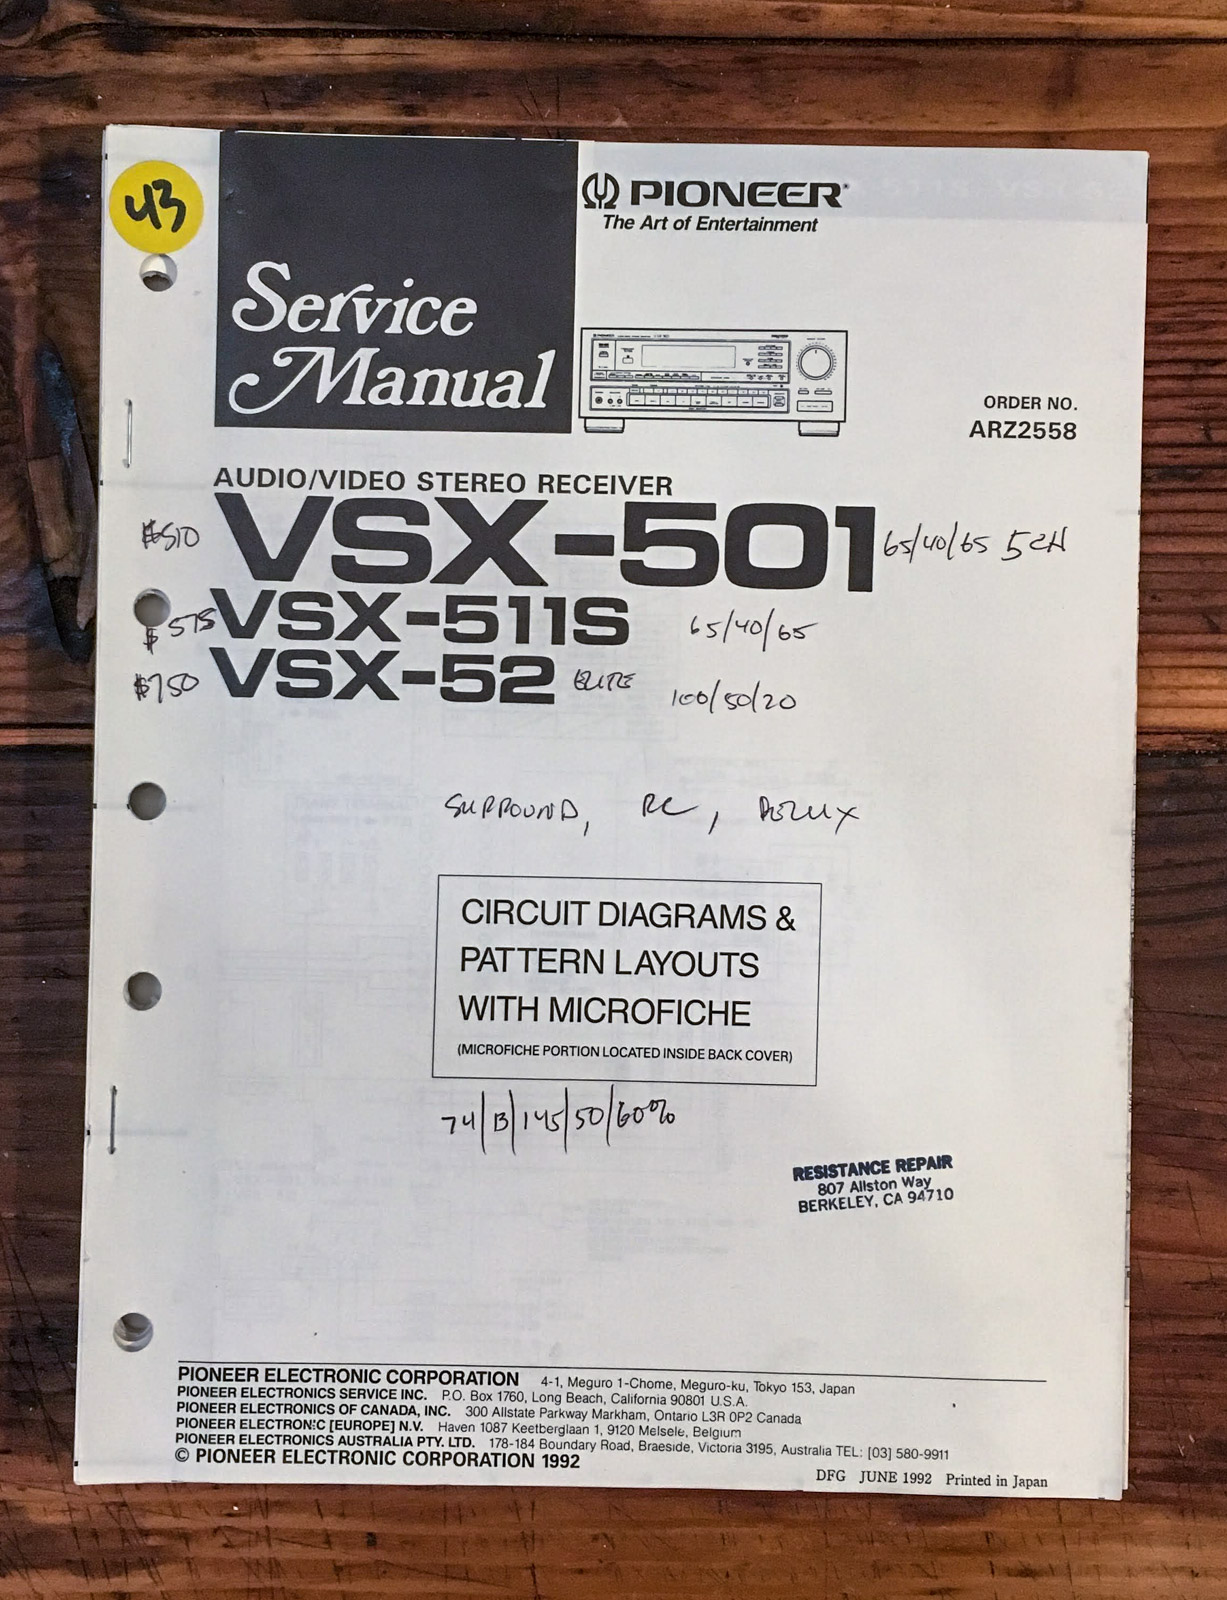 43
PIONEER
The Art of Entertainment
Service
Manual
ORDER NO.
ARZ2558
AUDIO/VIDEO STEREO RECEIVER
$510 VSX-501 65/40/65 5CH
$575 VSX-511S 65/40/65
$750 VSX-52 ELITE 100/50/20
SURROUND, RC,
CIRCUIT DIAGRAMS &
PATTERN LAYOUTS
WITH MICROFICHE
(MICROFICHE PORTION LOCATED INSIDE BACK COVER)
74/B/145/50/60%
RESISTANCE REPAIR
807 Allston Way
BERKELEY, CA 94710
PIONEER ELECTRONIC CORPORATION 4-1, Meguro 1-Chome, Meguro-ku, Tokyo 153, Japan
PIONEER ELECTRONICS SERVICE INC. P.O. Box 1760, Long Beach, California 90801 U.S.A.
PIONEER ELECTRONICS OF CANADA, INC. 300 Allstate Parkway Markham, Ontario L3R 0P2 Canada
PIONEER ELECTRONIC [EUROPE] N.V. Haven 1087 Keetberglaan 1, 9120 Melsele, Belgium
PIONEER ELECTRONICS AUSTRALIA PTY. LTD. 178-184 Boundary Road, Braeside, Victoria 3195, Australia TEL: [03] 580-9911
© PIONEER ELECTRONIC CORPORATION 1992
DFG JUNE 1992 Printed in Japan